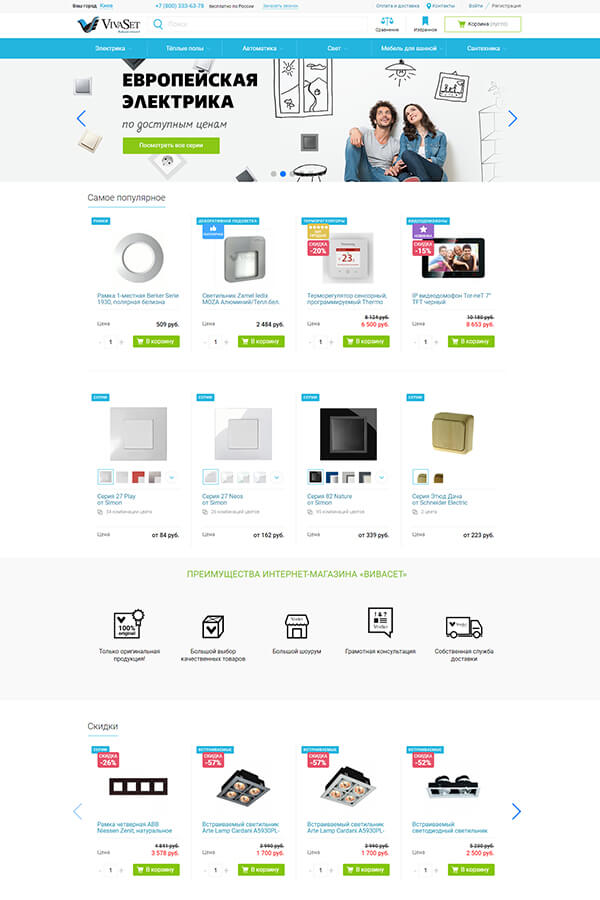 Ваш город Киев +7 (800) 333-63-78 Бесплатно по России Заказать звонок Оплата и доставка Контакты Войти / Регистрация
VivaSet Поиск Сравнение Избранное Корзина (пусто)
Электрика Тёплые полы Автоматика Свет Мебель для ванной Сантехника
ЕВРОПЕЙСКАЯ
ЭЛЕКТРИКА
по доступным ценам
Посмотреть все серии
Самое популярное
РАМКИ ДЕКОРАТИВНАЯ ПОДСВЕТКА ТЕРМОРЕГУЛЯТОРЫ ВИДЕОДОМОФОНЫ
ХИТ ПРОДАЖ НОВИНКА
СКИДКА -20% СКИДКА -15%
Рамка 1-местная Berker Serie Светильник Zamel ledix Терморегулятор сенсорный, IP видеодомофон Tor-neT 7"
1930, полярная белизна MOZA Алюминий/Тепл.бел. программируемый Thermo TFT черный
8 124 руб. 10 180 руб.
Цена 509 руб. Цена 2 484 руб. Цена 6 500 руб. Цена 8 653 руб.
- 1 + В корзину - 1 + В корзину - 1 + В корзину - 1 + В корзину
СЕРИИ СЕРИИ СЕРИИ СЕРИИ
Серия 27 Play Серия 27 Neos Серия 82 Nature Серия Этюд Дача
от Simon от Simon от Simon от Schneider Electric
34 комбинации цветов 26 комбинаций цветов 95 комбинаций цветов 2 цвета
Цена от 84 руб. Цена от 162 руб. Цена от 339 руб. Цена от 223 руб.
ПРЕИМУЩЕСТВА ИНТЕРНЕТ-МАГАЗИНА «ВИВАСЕТ»
100%
original
Только оригинальная Большой выбор Большой шоурум Грамотная консультация Собственная служба
продукция! качественных товаров доставки
Скидки
СЕРИИ ВСТРАИВАЕМЫЕ ВСТРАИВАЕМЫЕ ВСТРАИВАЕМЫЕ
СКИДКА -26% СКИДКА -57% СКИДКА -57% СКИДКА -52%
Рамка четверная ABB Встраиваемый светильник Встраиваемый светильник Встраиваемый
Niessen Zenit, натуральное Arte Lamp Cardani A5930PL- Arte Lamp Cardani A5930PL- светодиодный светильник
4 841 руб. 3 990 руб. 3 990 руб. 5 230 руб.
Цена 3 578 руб. Цена 1 700 руб. Цена 1 700 руб. Цена 2 500 руб.
- 1 + В корзину - 1 + В корзину - 1 + В корзину - 1 + В корзину